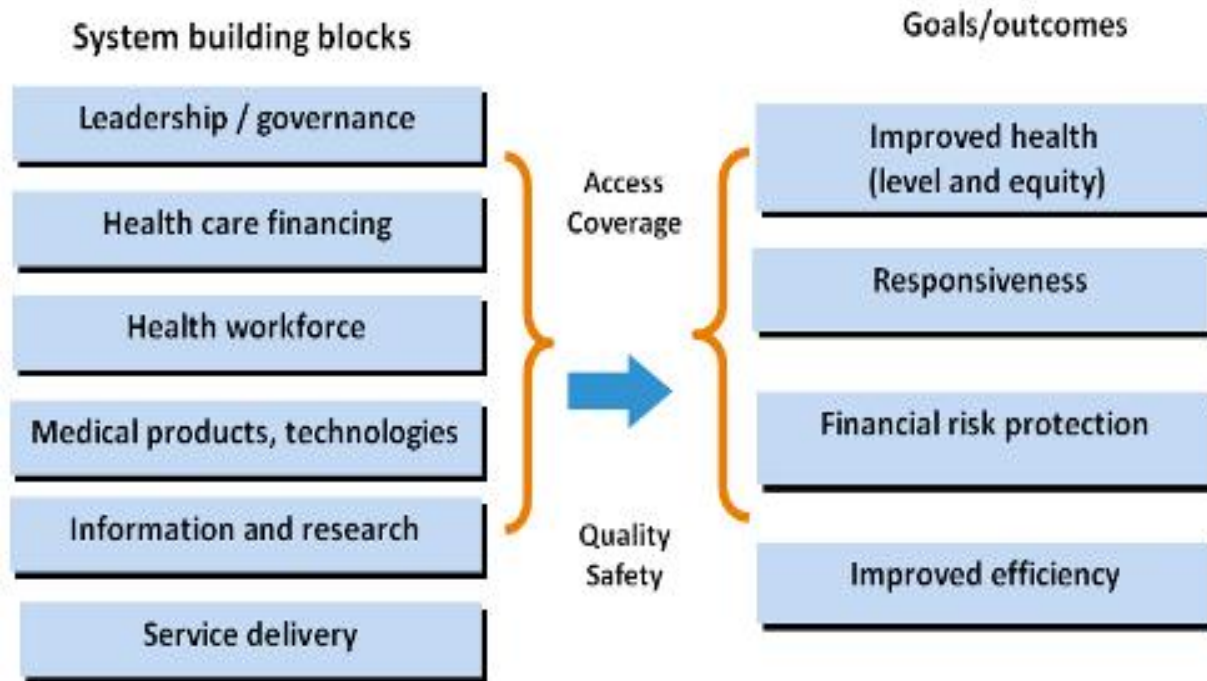 System building blocks
Leadership / governance
Health care financing
Health workforce
Medical products, technologies
Information and research
Service delivery
Access
Coverage
Quality
Safety
Goals/outcomes
Improved health
(level and equity)
Responsiveness
Financial risk protection
Improved efficiency